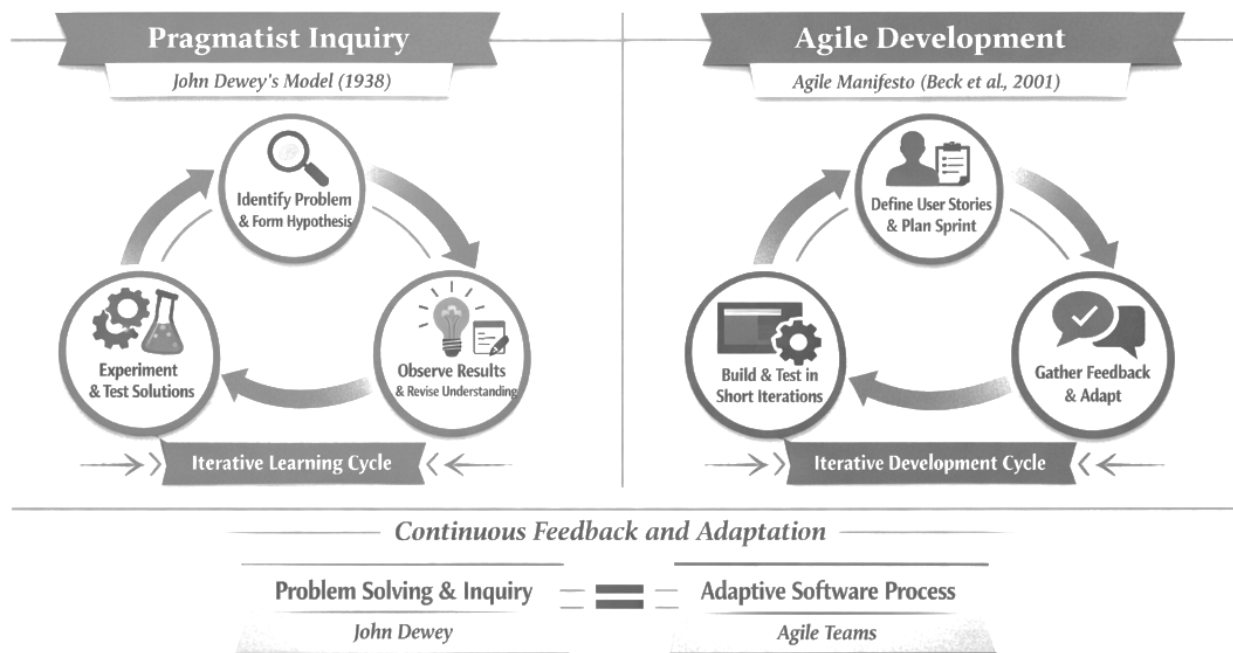 Pragmatist Inquiry
John Dewey's Model (1938)
Identify Problem
& Form Hypothesis
Experiment
& Test Solutions
Observe Results
& Revise Understanding
Iterative Learning Cycle
Agile Development
Agile Manifesto (Beck et al., 2001)
Define User Stories
& Plan Sprint
Build & Test in
Short Iterations
Gather Feedback
& Adapt
Iterative Development Cycle
Continuous Feedback and Adaptation
Problem Solving & Inquiry
John Dewey
=
Adaptive Software Process
Agile Teams